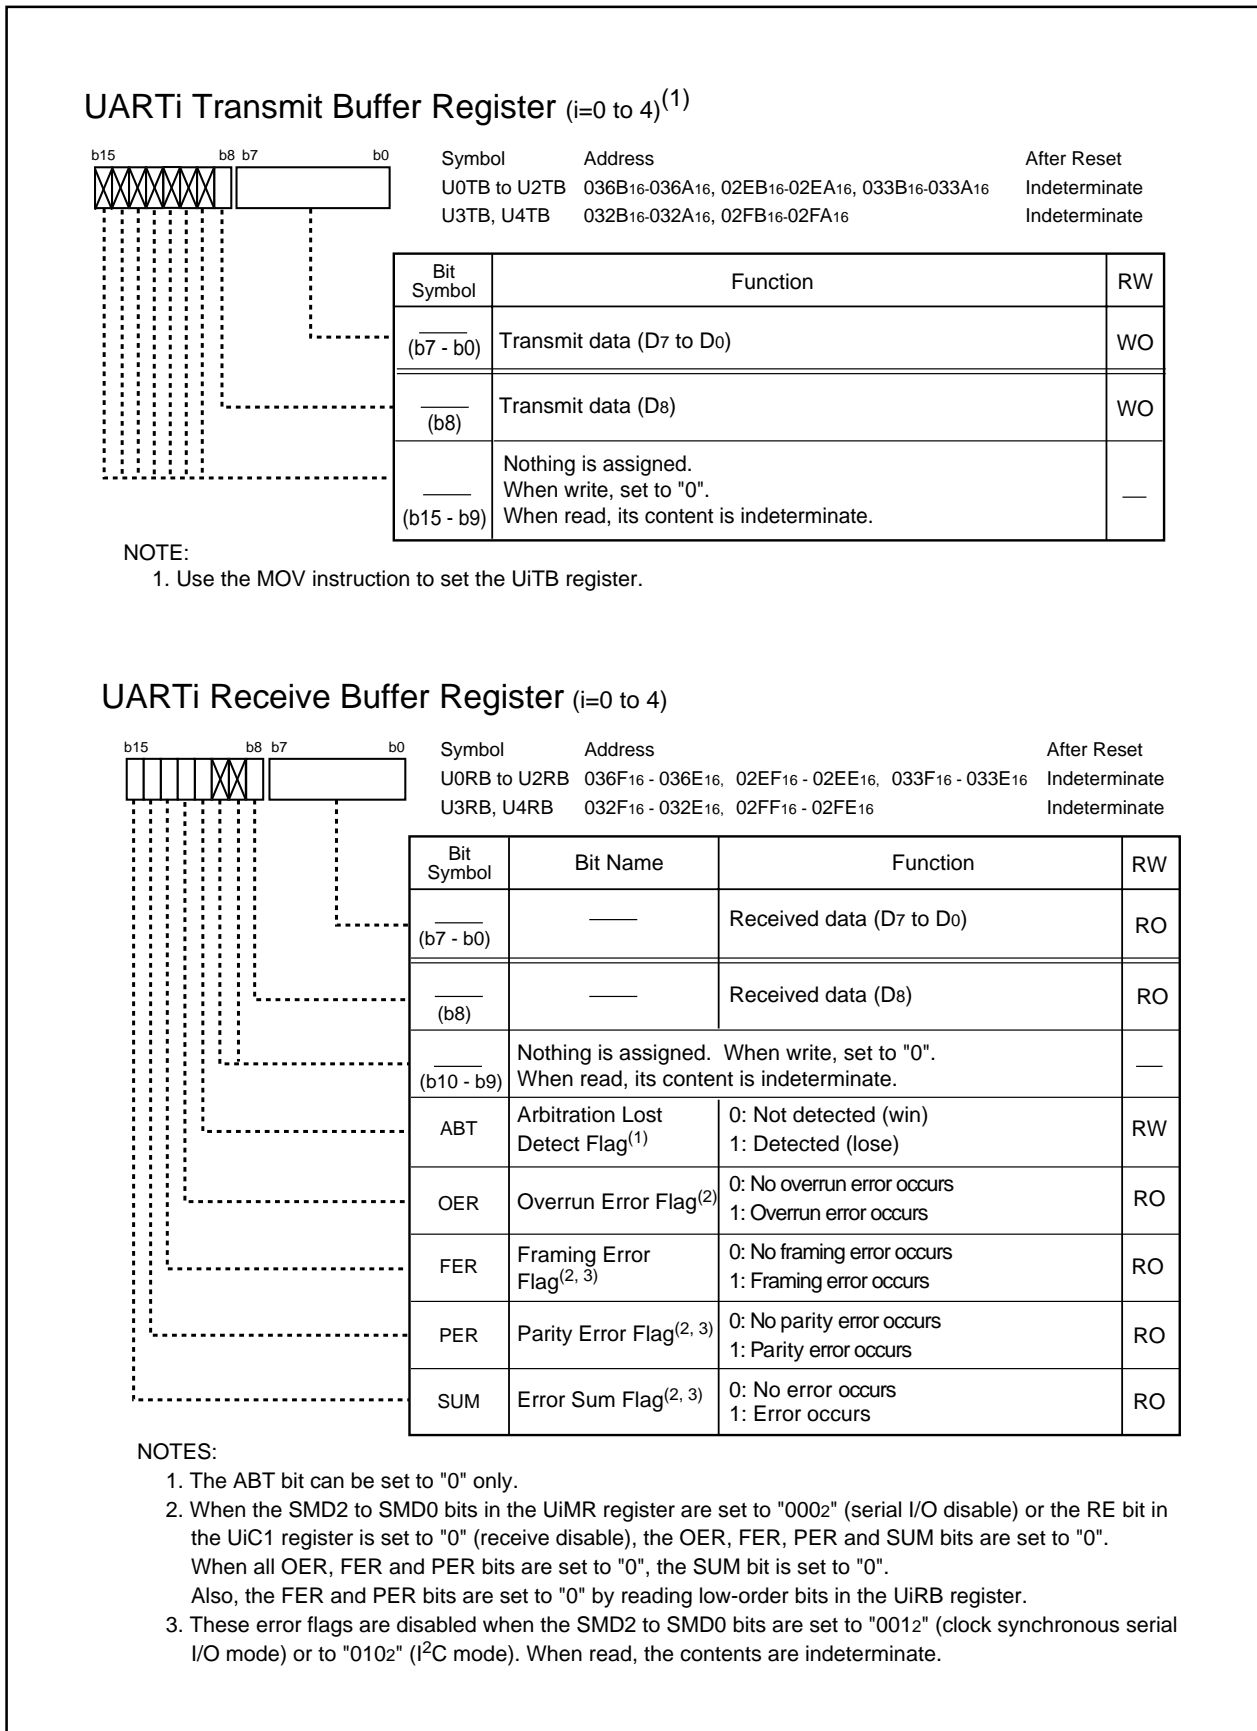 UARTi Transmit Buffer Register (i=0 to 4)(1)
b15 b8 b7 b0
Symbol Address After Reset
U0TB to U2TB 036B16-036A16, 02EB16-02EA16, 033B16-033A16 Indeterminate
U3TB, U4TB 032B16-032A16, 02FB16-02FA16 Indeterminate
Bit Symbol Function RW
(b7 - b0) Transmit data (D7 to D0) WO
(b8) Transmit data (D8) WO
Nothing is assigned.
When write, set to "0".
(b15 - b9) When read, its content is indeterminate. —
NOTE:
1. Use the MOV instruction to set the UiTB register.
UARTi Receive Buffer Register (i=0 to 4)
b15 b8 b7 b0
Symbol Address After Reset
U0RB to U2RB 036F16 - 036E16, 02EF16 - 02EE16, 033F16 - 033E16 Indeterminate
U3RB, U4RB 032F16 - 032E16, 02FF16 - 02FE16 Indeterminate
Bit Symbol Bit Name Function RW
(b7 - b0) — Received data (D7 to D0) RO
(b8) — Received data (D8) RO
Nothing is assigned. When write, set to "0".
(b10 - b9) When read, its content is indeterminate. —
ABT Arbitration Lost Detect Flag(1) 0: Not detected (win)
1: Detected (lose) RW
OER Overrun Error Flag(2) 0: No overrun error occurs
1: Overrun error occurs RO
FER Framing Error Flag(2, 3) 0: No framing error occurs
1: Framing error occurs RO
PER Parity Error Flag(2, 3) 0: No parity error occurs
1: Parity error occurs RO
SUM Error Sum Flag(2, 3) 0: No error occurs
1: Error occurs RO
NOTES:
1. The ABT bit can be set to "0" only.
2. When the SMD2 to SMD0 bits in the UiMR register are set to "0002" (serial I/O disable) or the RE bit in
the UiC1 register is set to "0" (receive disable), the OER, FER, PER and SUM bits are set to "0".
When all OER, FER and PER bits are set to "0", the SUM bit is set to "0".
Also, the FER and PER bits are set to "0" by reading low-order bits in the UiRB register.
3. These error flags are disabled when the SMD2 to SMD0 bits are set to "0012" (clock synchronous serial
I/O mode) or to "0102" (I2C mode). When read, the contents are indeterminate.